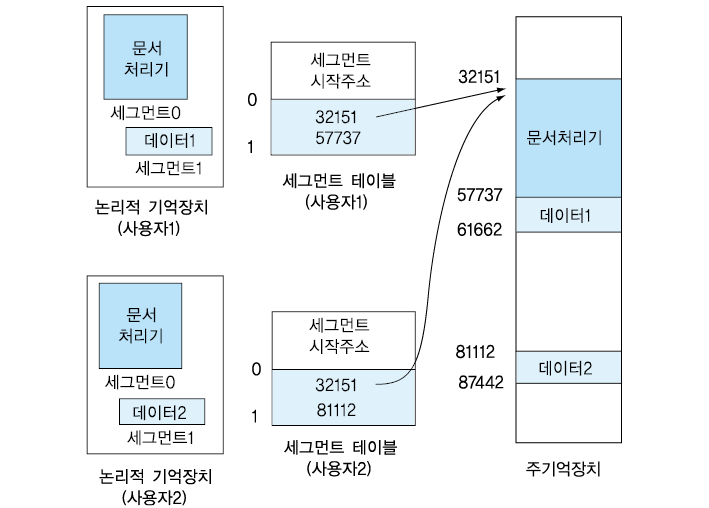 문서
처리기
세그먼트0
데이터1
세그먼트1
논리적 기억장치
(사용자1)
세그먼트
시작주소
0
32151
1
57737
세그먼트 테이블
(사용자1)
문서
처리기
세그먼트0
데이터2
세그먼트1
논리적 기억장치
(사용자2)
세그먼트
시작주소
0
32151
1
81112
세그먼트 테이블
(사용자2)
32151
문서처리기
57737
데이터1
61662
81112
데이터2
87442
주기억장치